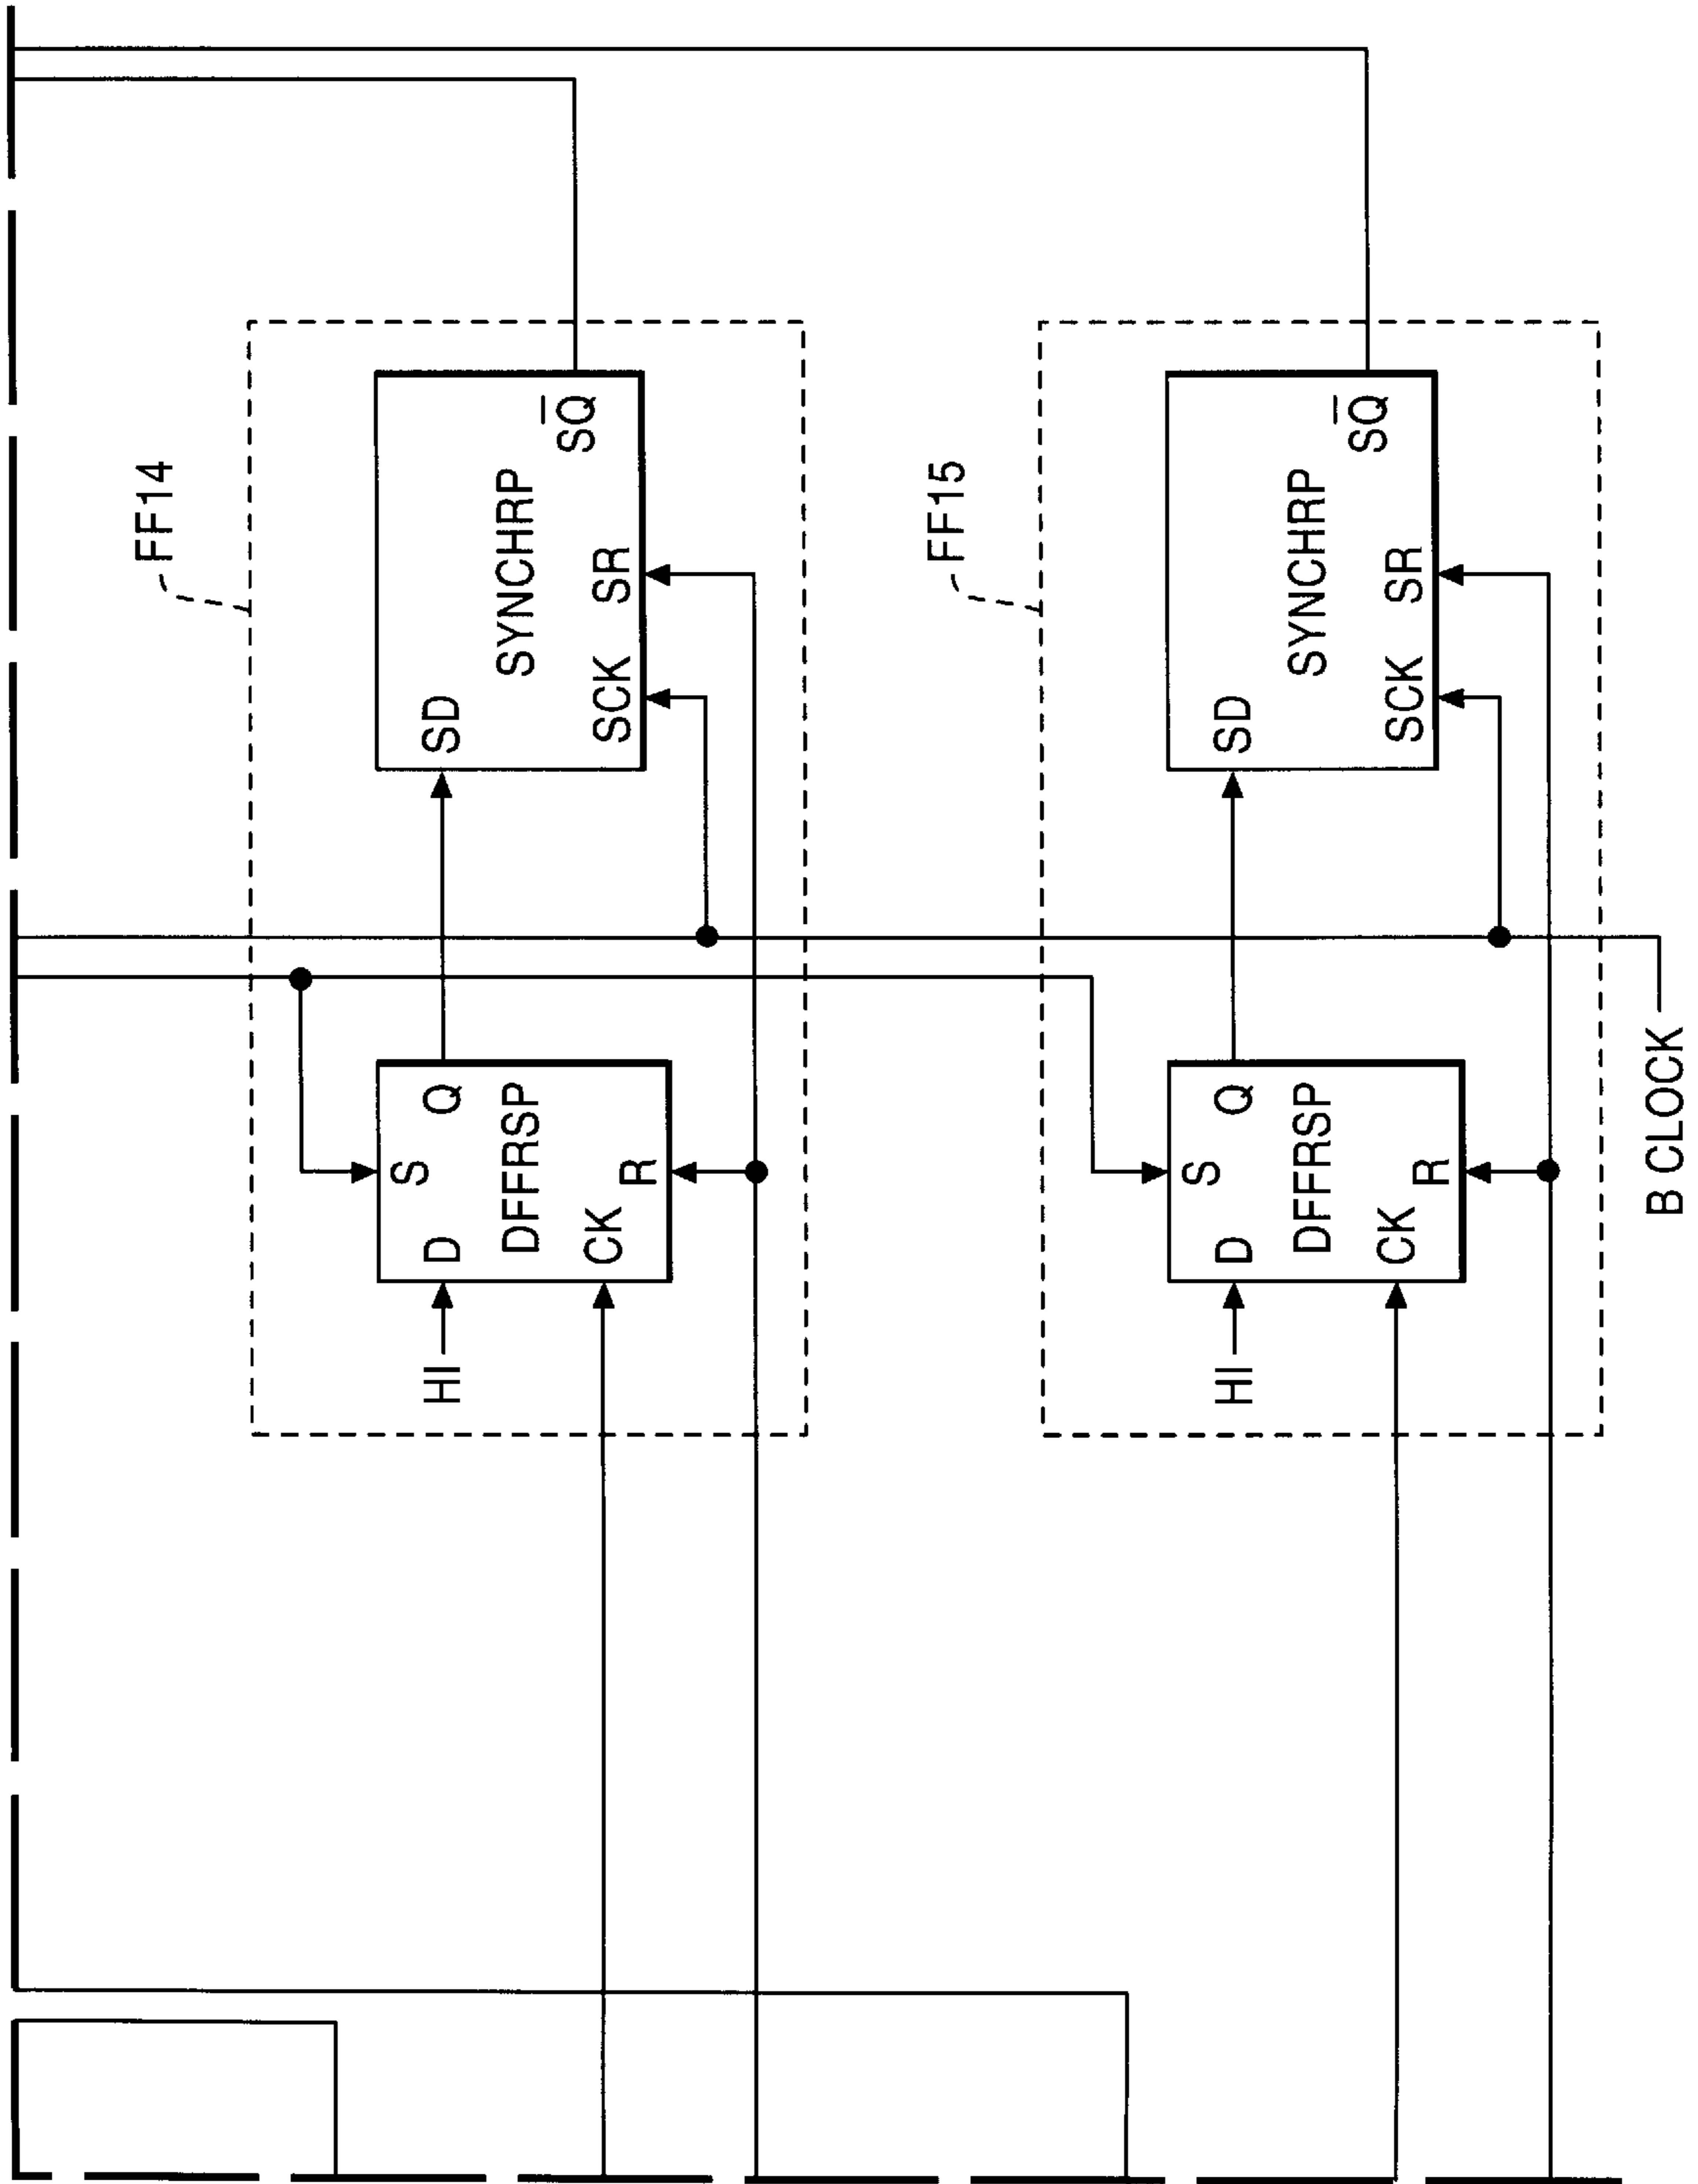 FF14
HI
D
S
Q
DFFRSP
CK
R
SD
SYNCHRP
SCK
SR
SQ̅
FF15
HI
D
S
Q
DFFRSP
CK
R
SD
SYNCHRP
SCK
SR
SQ̅
B CLOCK